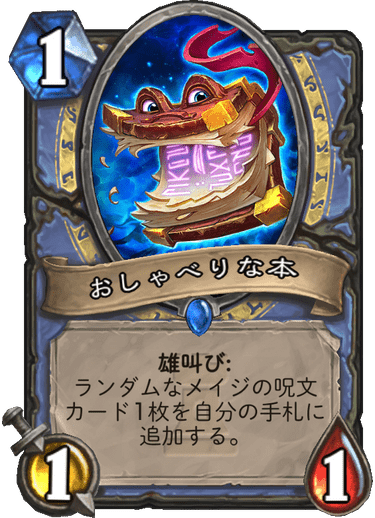 1
おしゃべりな本
雄叫び:
ランダムなメイジの呪文
カード1枚を自分の手札に
追加する。
1
1